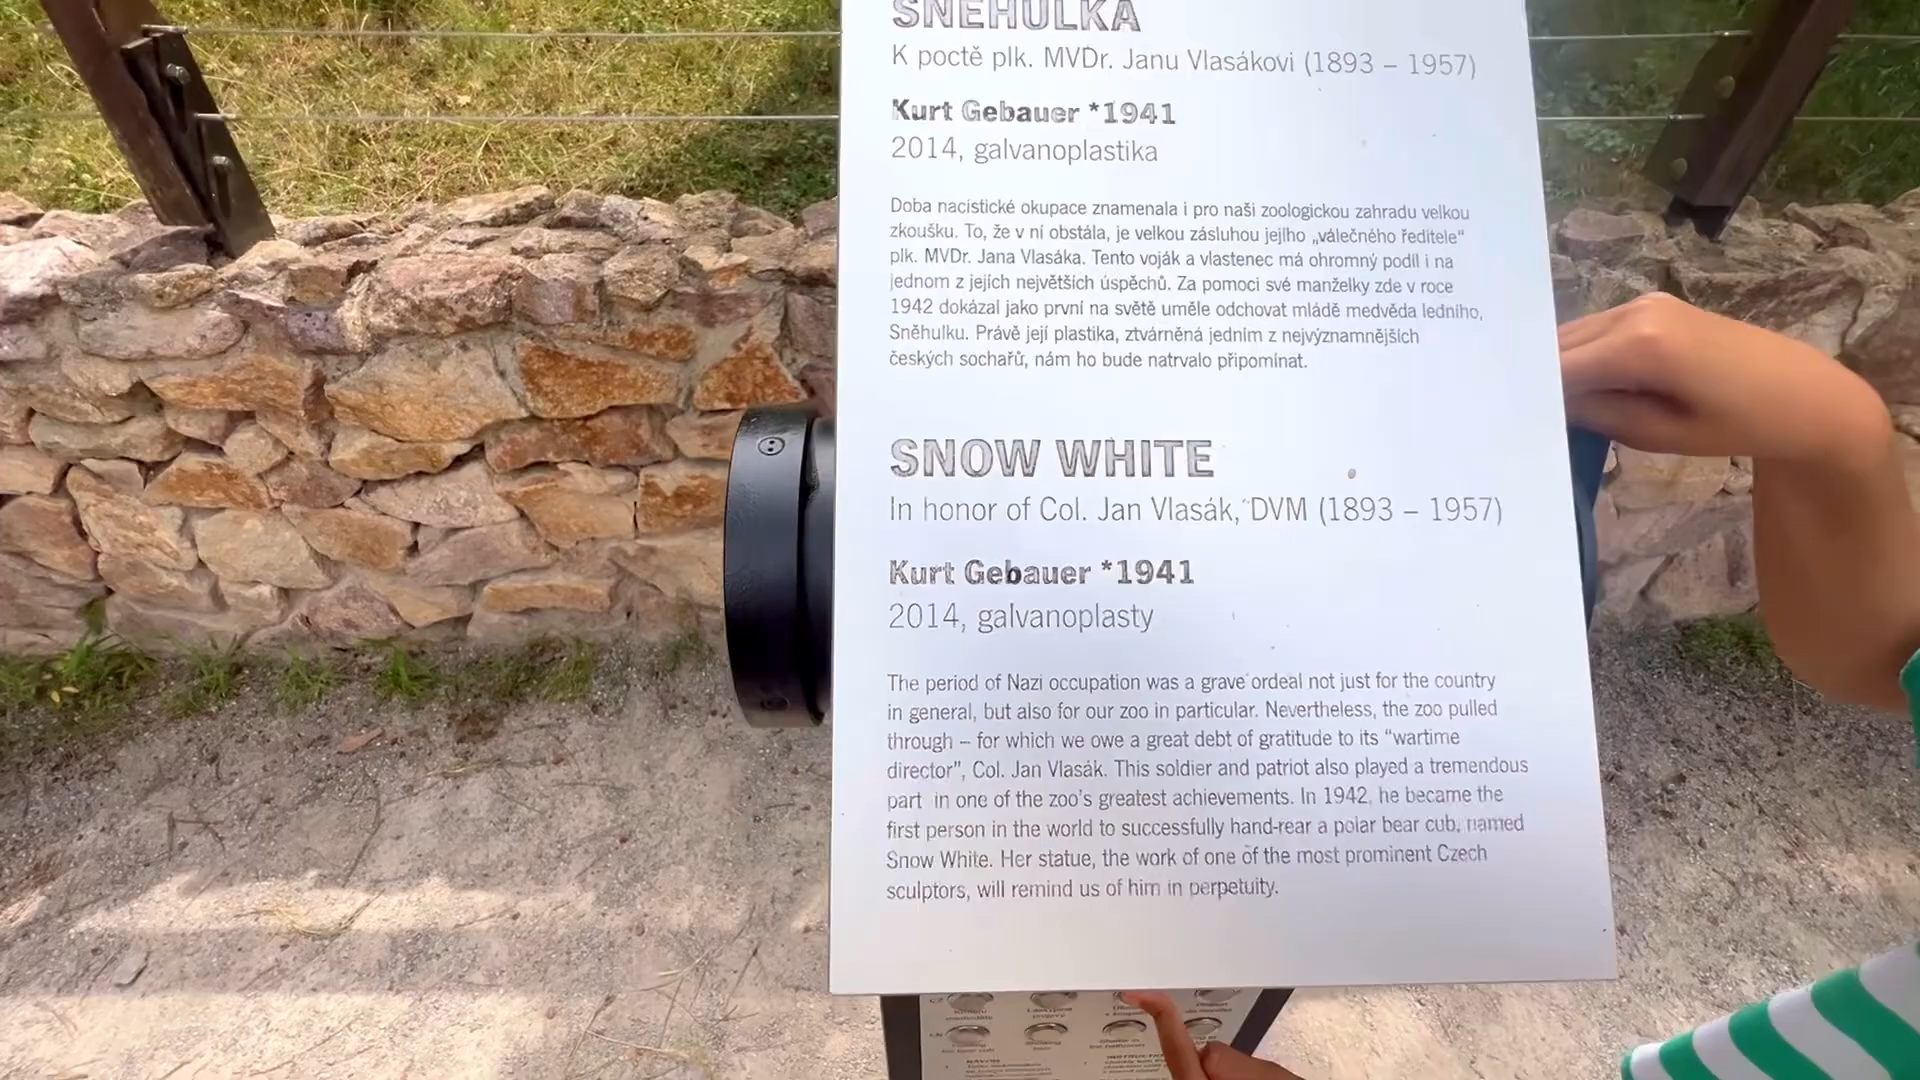 SNĚHULKA
K poctě plk. MVDr. Janu Vlasákovi (1893 – 1957)
Kurt Gebauer *1941
2014, galvanoplastika
Doba nacistické okupace znamenala i pro naši zoologickou zahradu velkou
zkoušku. To, že v ní obstála, je velkou zásluhou jejího „válečného ředitele“
plk. MVDr. Jana Vlasáka. Tento voják a vlastenec má ohromný podíl i na
jednom z jejích největších úspěchů. Za pomoci své manželky zde v roce
1942 dokázal jako první na světě uměle odchovat mládě medvěda ledního,
Sněhulku. Právě její plastika, ztvárněná jedním z nejvýznamnějších
českých sochařů, nám ho bude natrvalo připomínat.
SNOW WHITE
In honor of Col. Jan Vlasák, DVM (1893 – 1957)
Kurt Gebauer *1941
2014, galvanoplasty
The period of Nazi occupation was a grave ordeal not just for the country
in general, but also for our zoo in particular. Nevertheless, the zoo pulled
through – for which we owe a great debt of gratitude to its “wartime
director”, Col. Jan Vlasák. This soldier and patriot also played a tremendous
part in one of the zoo’s greatest achievements. In 1942, he became the
first person in the world to successfully hand-rear a polar bear cub, named
Snow White. Her statue, the work of one of the most prominent Czech
sculptors, will remind us of him in perpetuity.